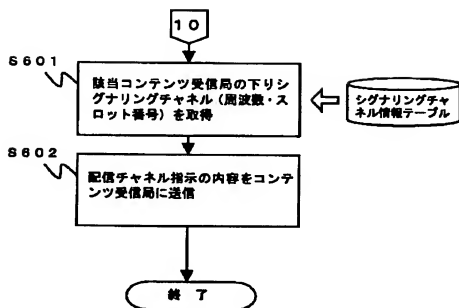 10
S601
該当コンテンツ受信局の下りシ
グナリングチャネル（周波数・ス
ロット番号）を取得
シグナリングチャ
ネル情報テーブル
S602
配信チャネル指示の内容をコンテ
ンツ受信局に送信
終　了